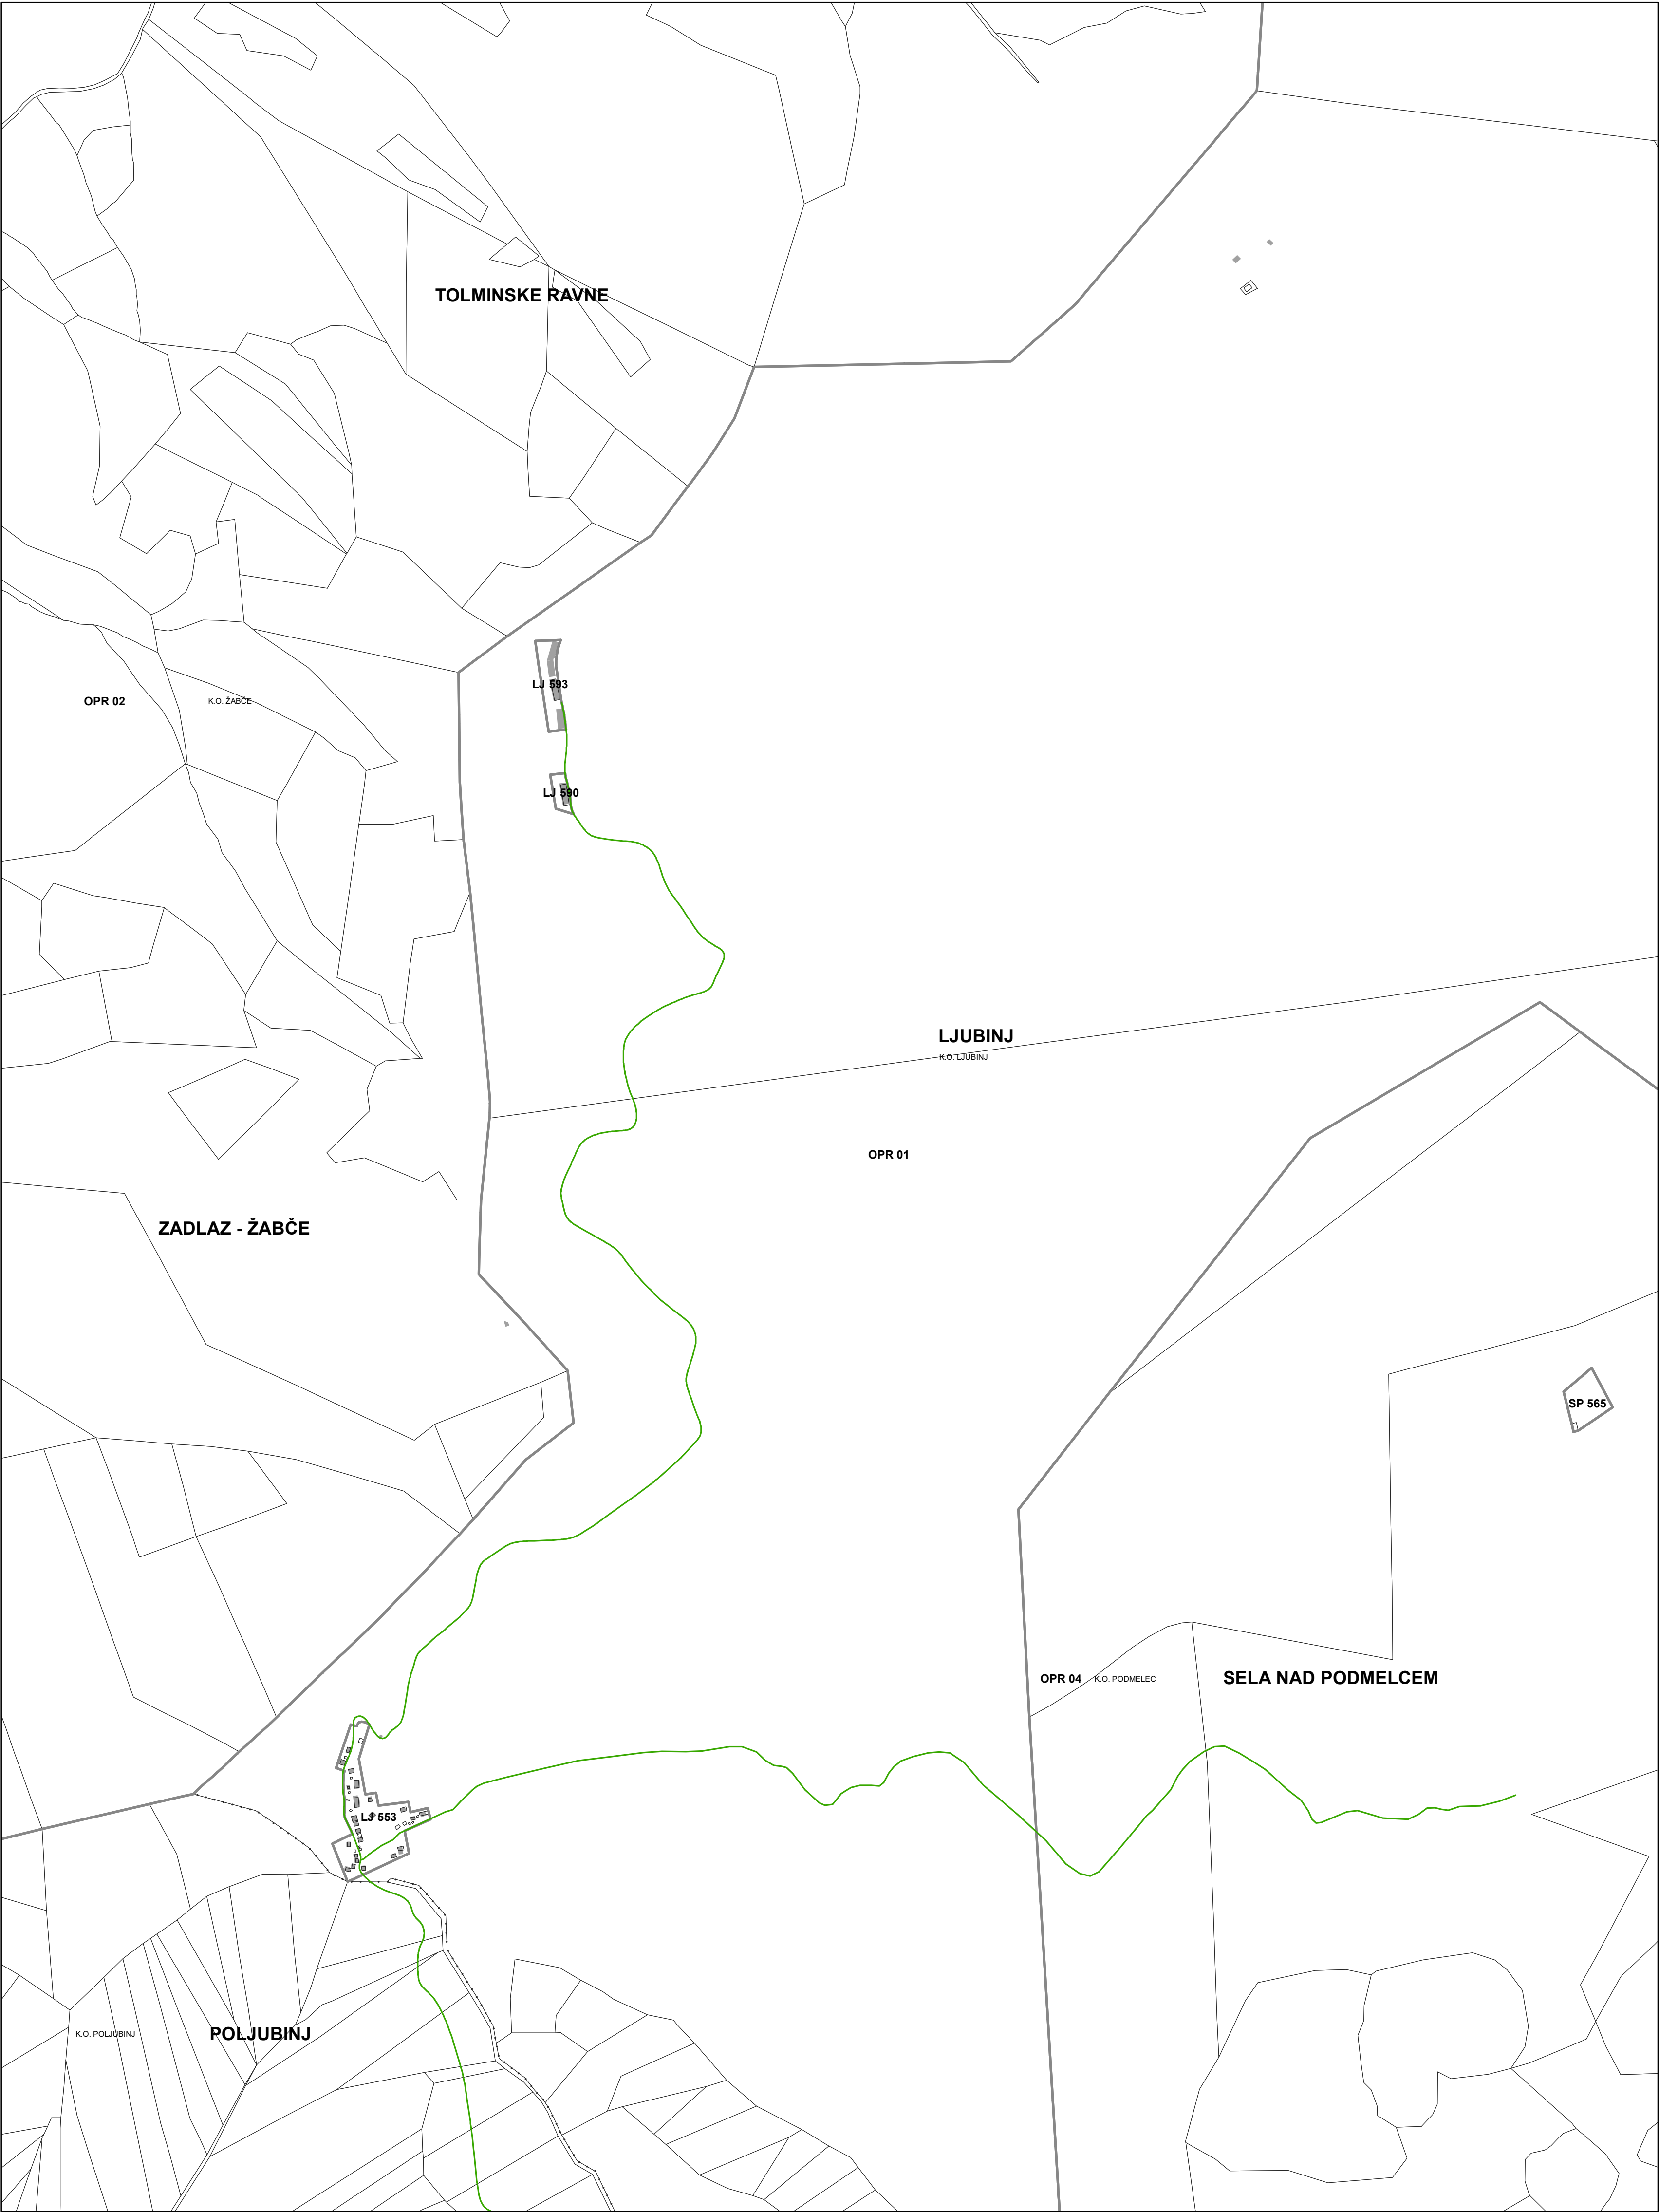 TOLMINSKE RAVNE
LJ 593
OPR 02
K.O. ŽABČE
LJ 590
LJUBINJ
K.O. LJUBINJ
OPR 01
ZADLAZ - ŽABČE
SP 565
OPR 04
K.O. PODMELEC
SELA NAD PODMELCEM
LJ 553
K.O. POLJUBINJ
POLJUBINJ